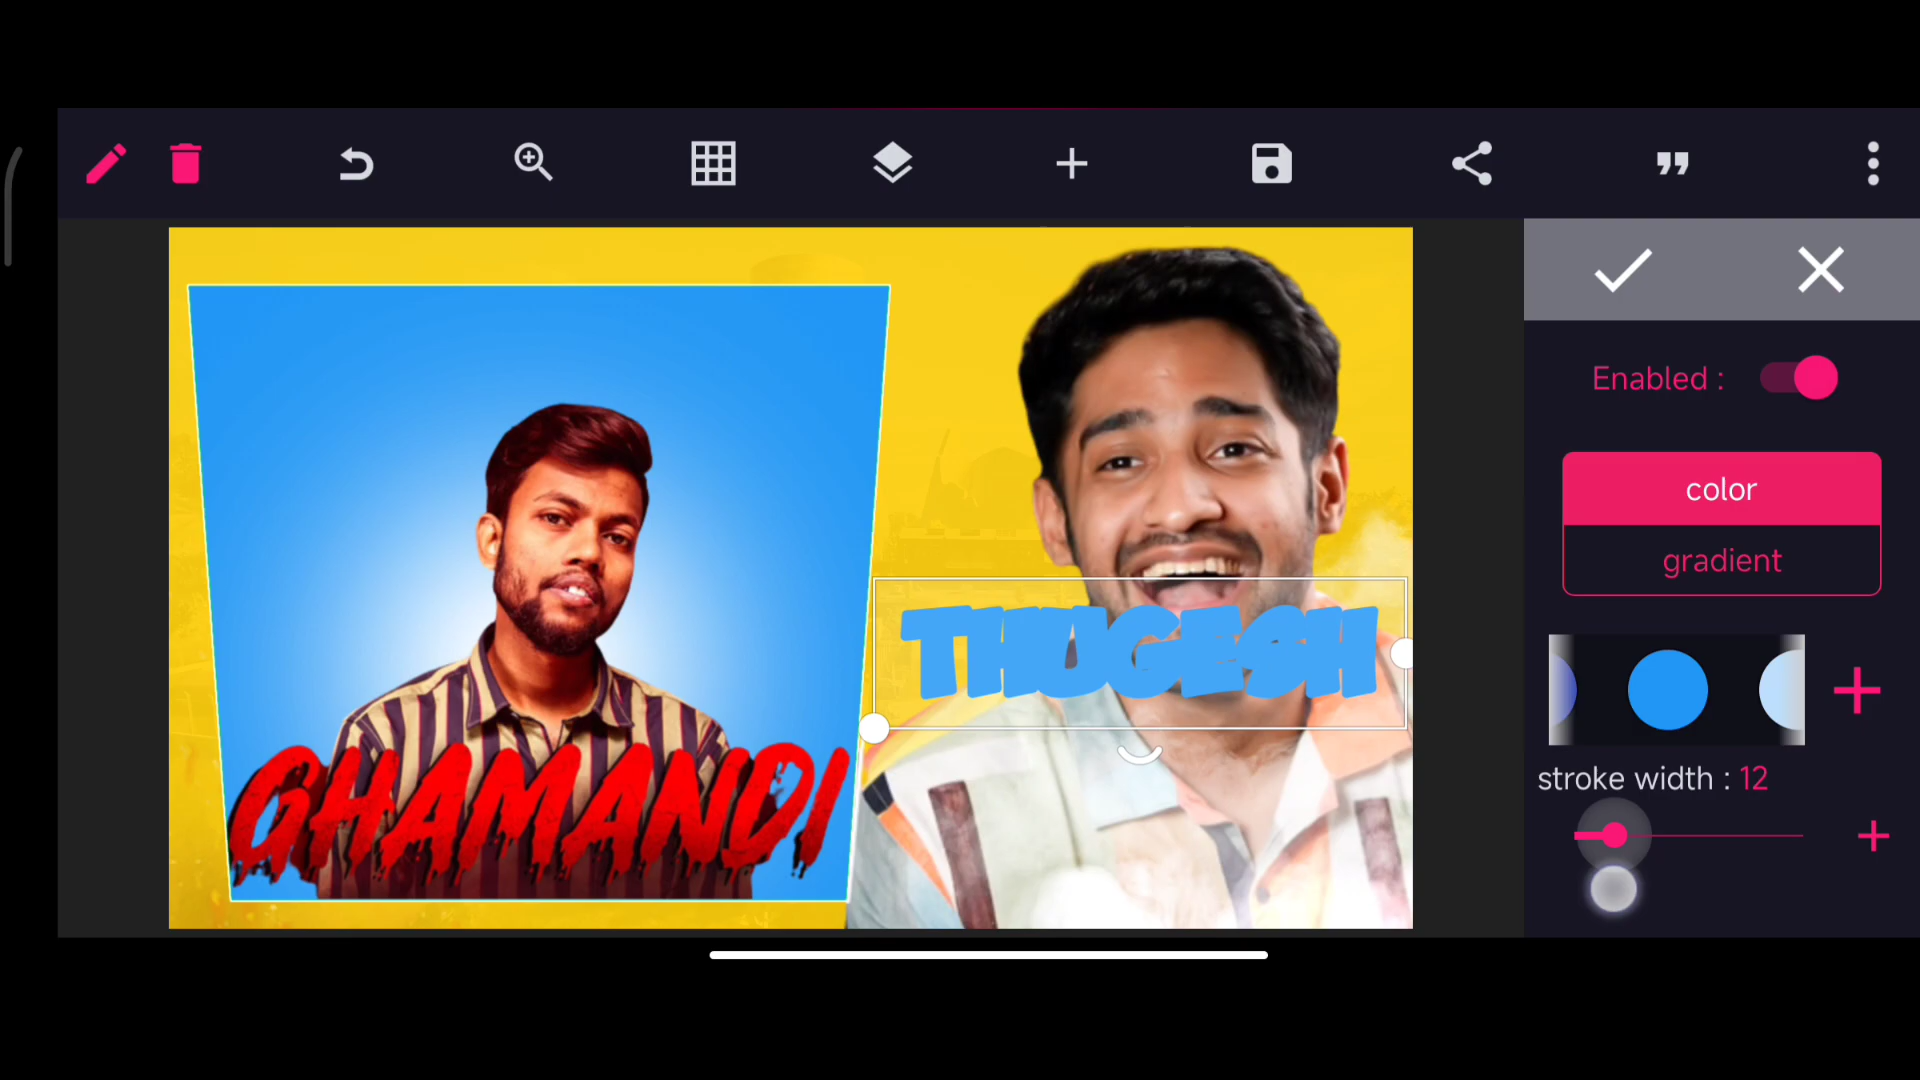 Enabled :
color
gradient
THUGESH
GHAMANDI
stroke width : 12